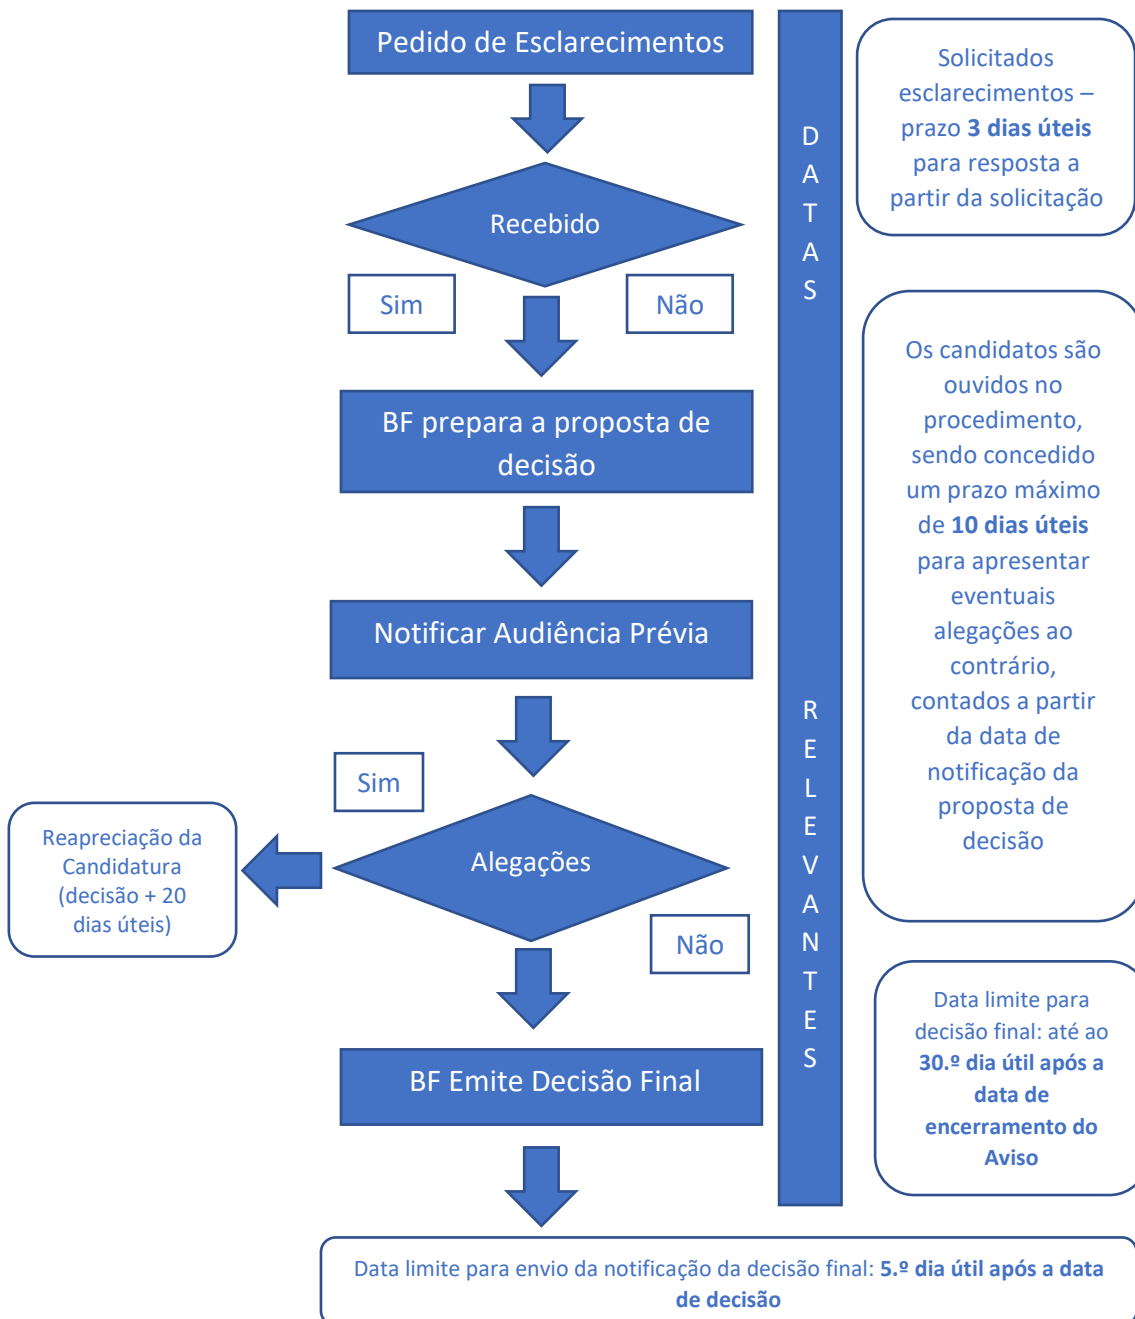 Pedido de Esclarecimentos
Recebido
Sim
Não
BF prepara a proposta de
decisão
Notificar Audiência Prévia
Sim
Alegações
Não
Reapreciação da
Candidatura
(decisão + 20
dias úteis)
BF Emite Decisão Final
Data limite para envio da notificação da decisão final: 5.º dia útil após a data
de decisão
D
A
T
A
S
R
E
L
E
V
A
N
T
E
S
Solicitados
esclarecimentos –
prazo 3 dias úteis
para resposta a
partir da solicitação
Os candidatos são
ouvidos no
procedimento,
sendo concedido
um prazo máximo
de 10 dias úteis
para apresentar
eventuais
alegações ao
contrário,
contados a partir
da data de
notificação da
proposta de
decisão
Data limite para
decisão final: até ao
30.º dia útil após a
data de
encerramento do
Aviso